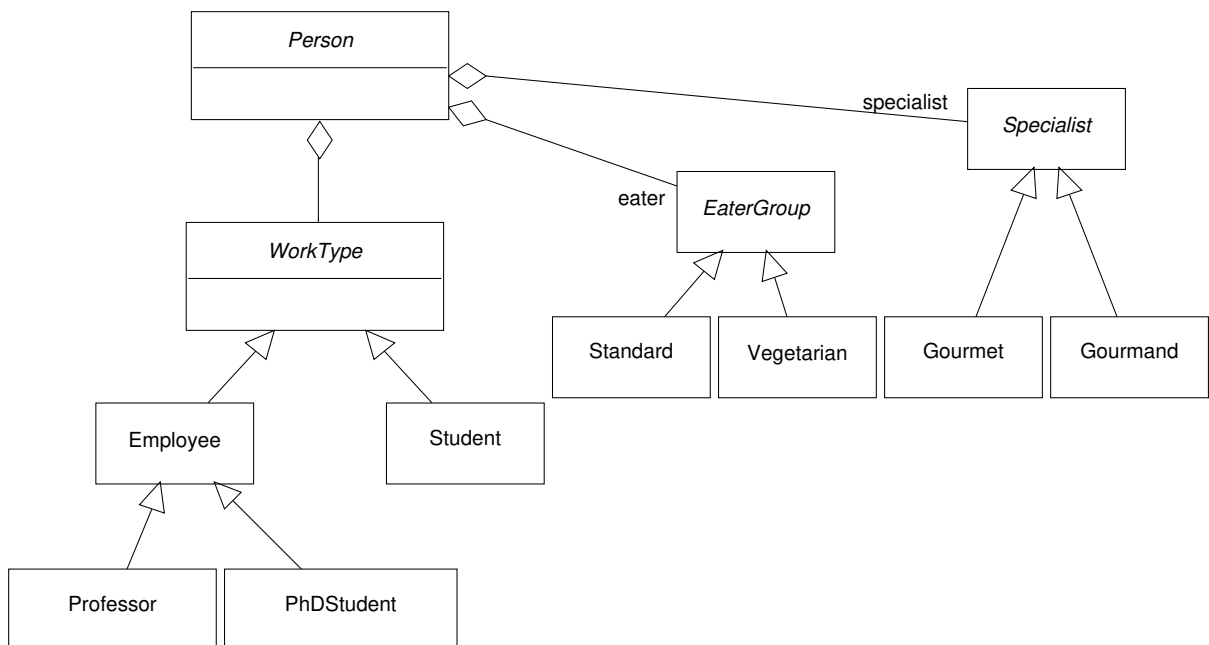 Person
specialist
Specialist
eater
EaterGroup
WorkType
Standard
Vegetarian
Gourmet
Gourmand
Employee
Student
Professor
PhDStudent